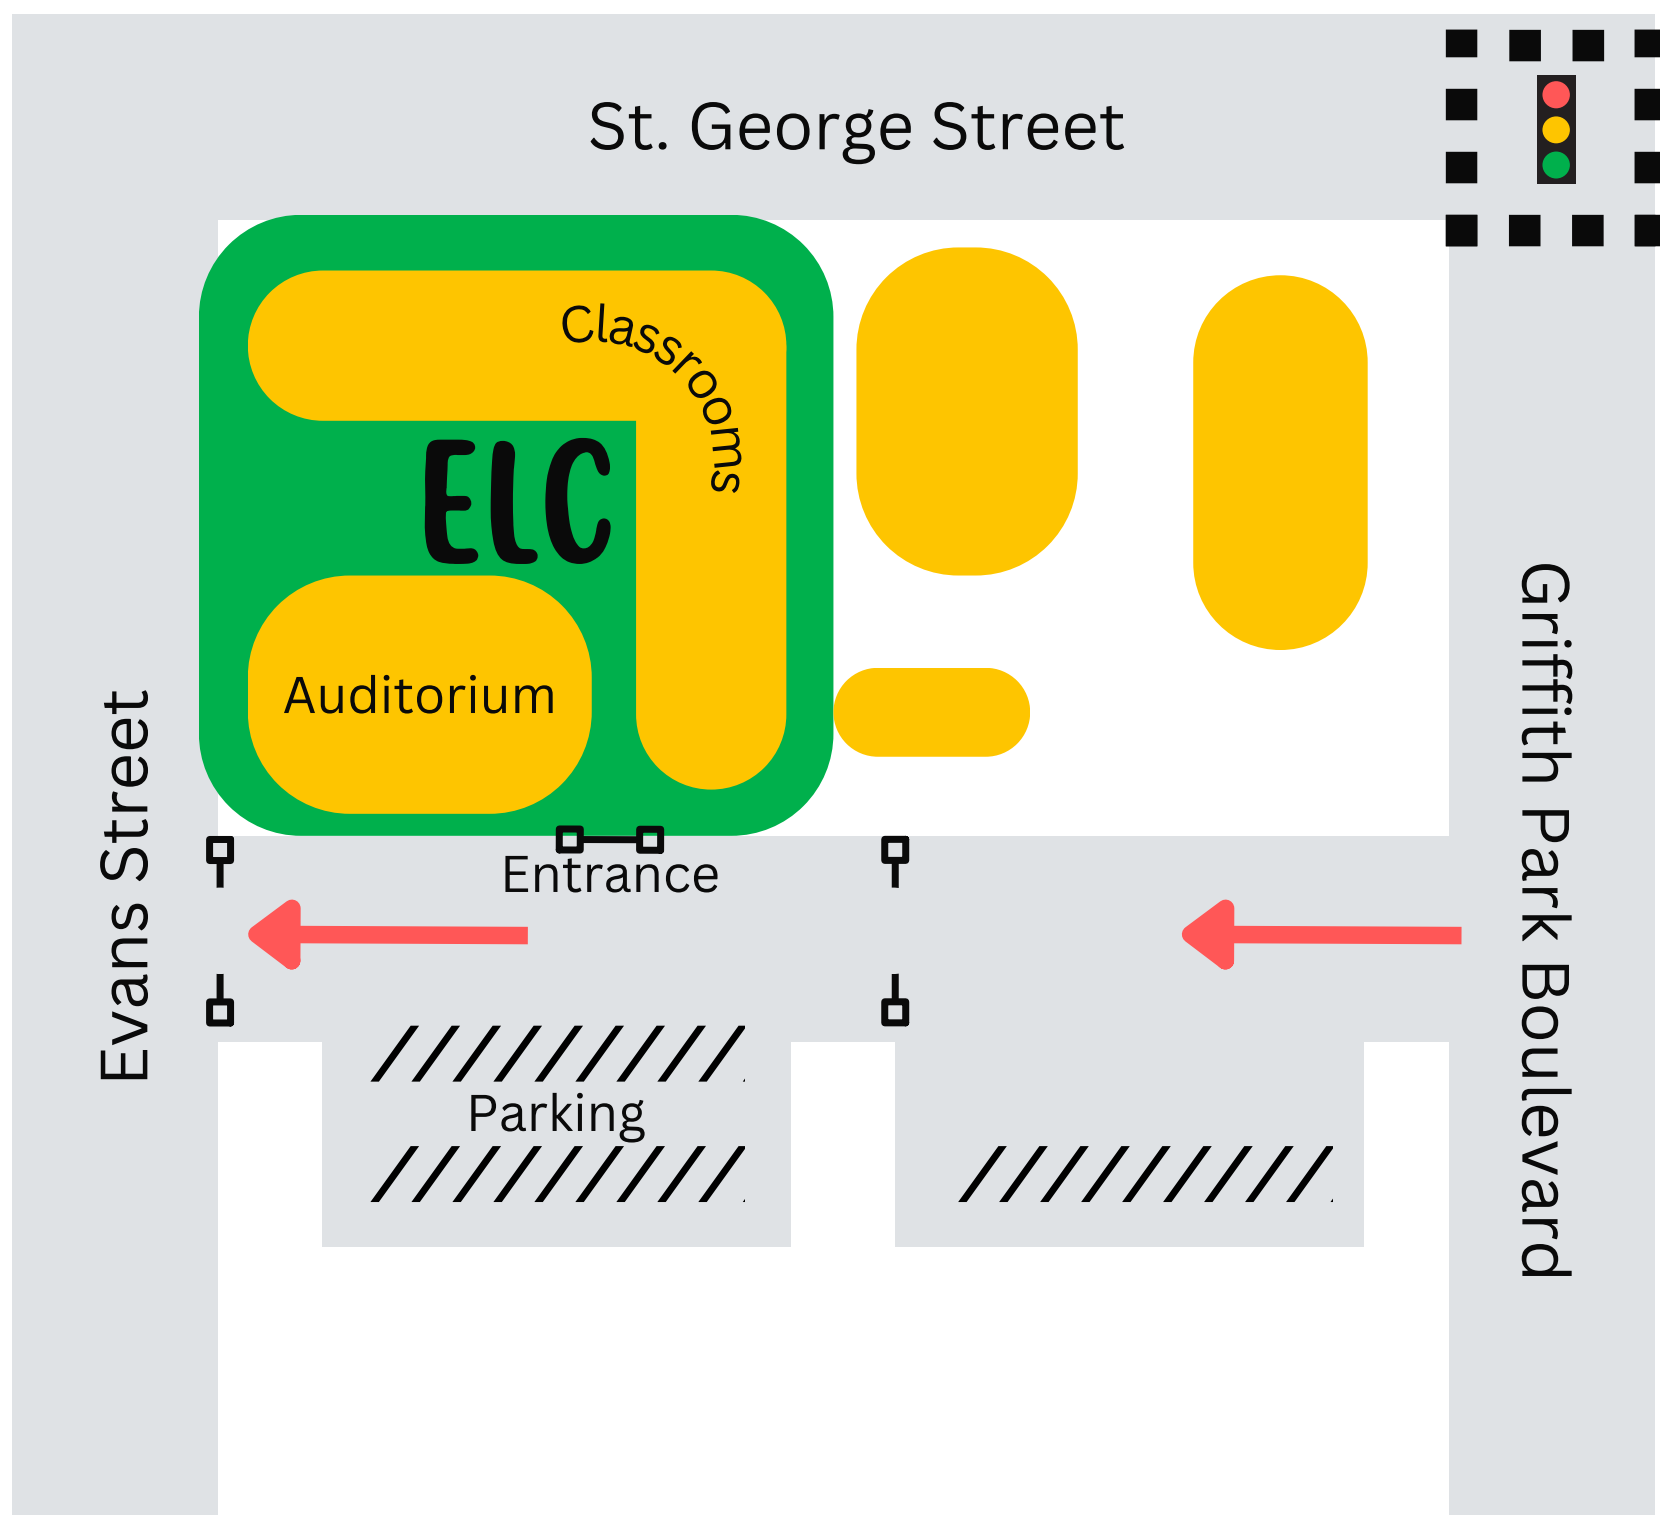 St. George Street
Classrooms
ELC
Auditorium
Evans Street
Griffith Park Boulevard
Entrance
Parking